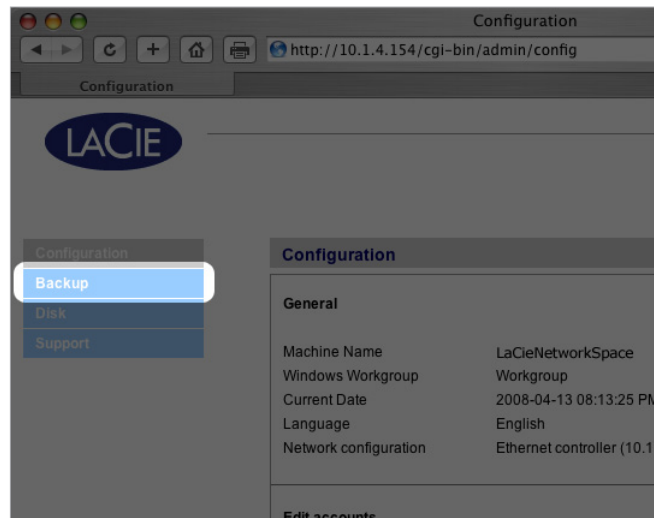 Configuration
http://10.1.4.154/cgi-bin/admin/config
Configuration
LACIE
Configuration
Backup
Disk
Support
Configuration
General
Machine Name LaCieNetworkSpace
Windows Workgroup Workgroup
Current Date 2008-04-13 08:13:25 PM
Language English
Network configuration Ethernet controller (10.1
Edit accounts